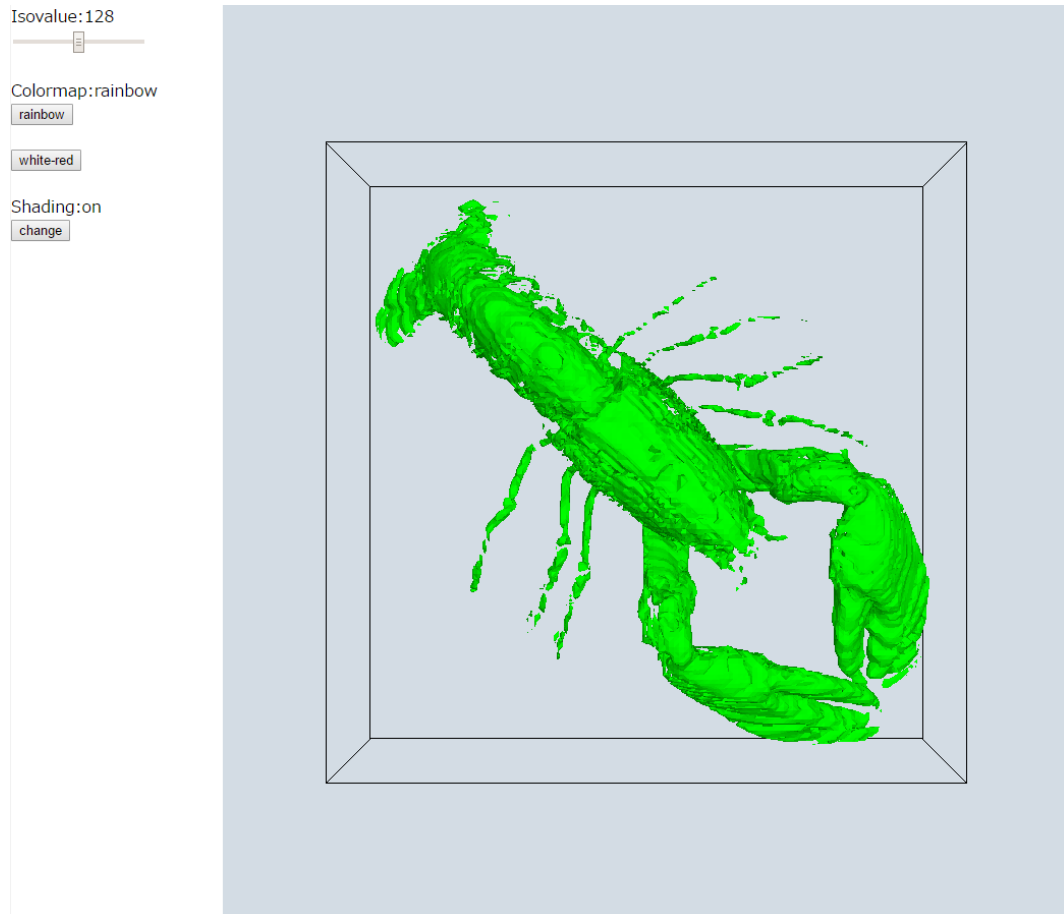 Isovalue:128
Colormap:rainbow
rainbow
white-red
Shading:on
change